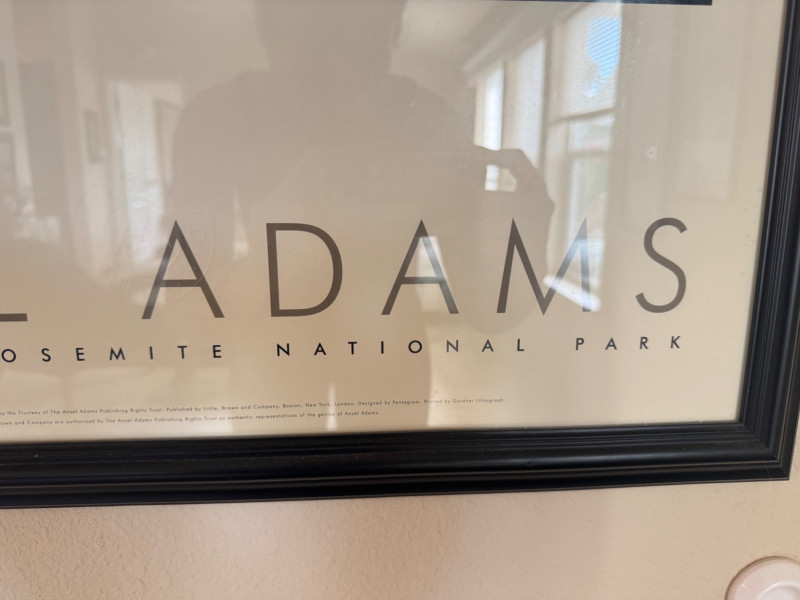 L ADAMS
OSEMITE NATIONAL PARK
by the Trustees of The Ansel Adams Publishing Rights Trust. Published by Little, Brown and Company, Boston, New York, London. Designed by Pentagram. Printed by Gardner Lithograph
rown and Company are authorized by The Ansel Adams Publishing Rights Trust as authentic representations of the genius of Ansel Adams.